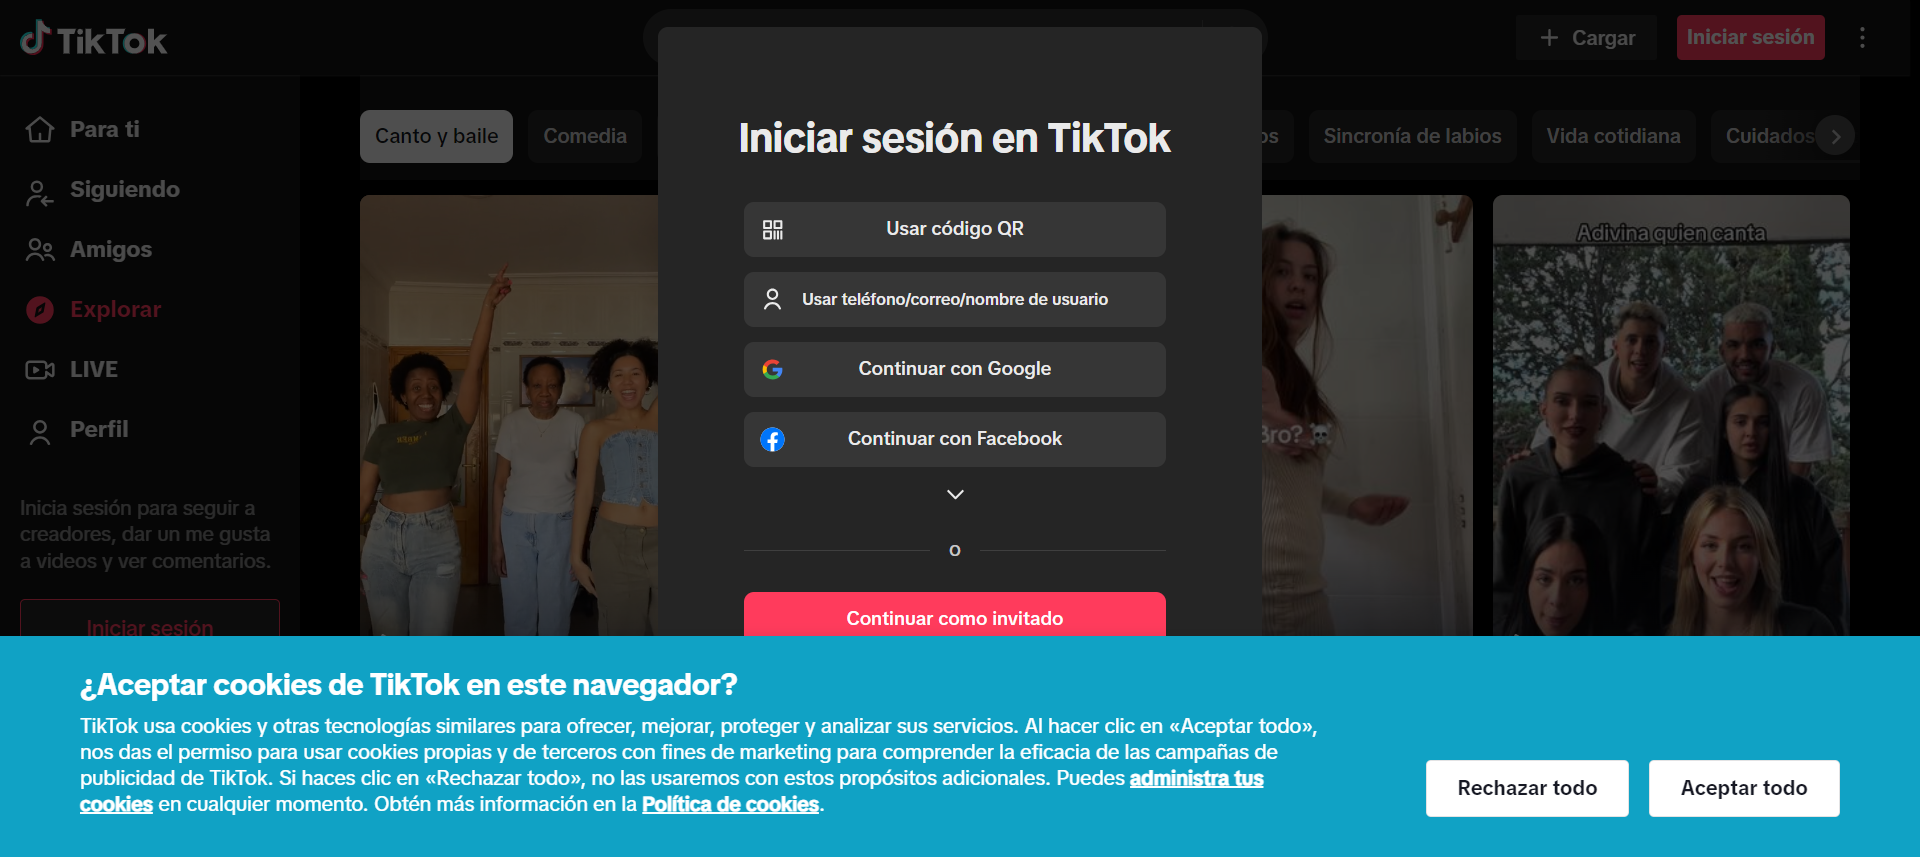 TikTok
Cargar
Iniciar sesión
Para ti
Siguiendo
Amigos
Explorar
LIVE
Perfil
Inicia sesión para seguir a
creadores, dar un me gusta
a videos y ver comentarios.
Iniciar sesión
Canto y baile
Comedia
Sincronía de labios
Vida cotidiana
Cuidados
Bro?
Adivina quien canta
Iniciar sesión en TikTok
Usar código QR
Usar teléfono/correo/nombre de usuario
Continuar con Google
Continuar con Facebook
O
Continuar como invitado
¿Aceptar cookies de TikTok en este navegador?
TikTok usa cookies y otras tecnologías similares para ofrecer, mejorar, proteger y analizar sus servicios. Al hacer clic en «Aceptar todo»,
nos das el permiso para usar cookies propias y de terceros con fines de marketing para comprender la eficacia de las campañas de
publicidad de TikTok. Si haces clic en «Rechazar todo», no las usaremos con estos propósitos adicionales. Puedes administra tus
cookies en cualquier momento. Obtén más información en la Política de cookies.
Rechazar todo
Aceptar todo